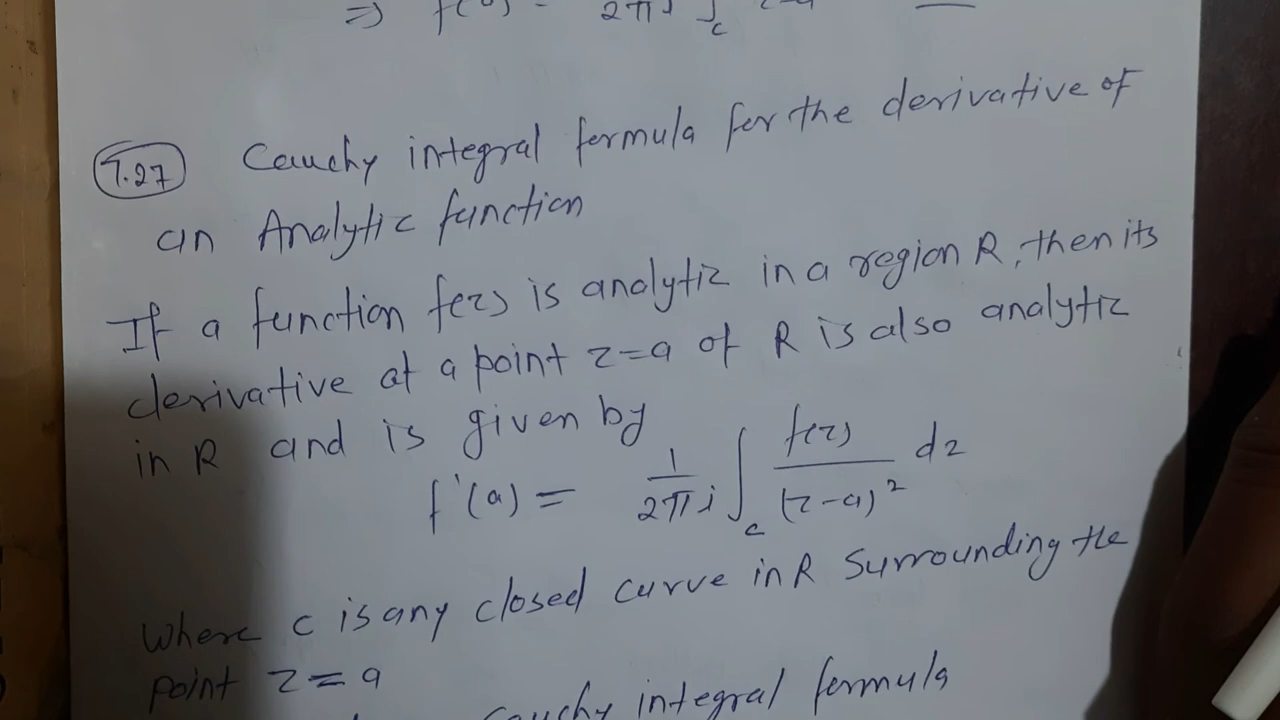 ⇒ f(a) = 2πi ∫c z-a
7.27 Cauchy integral formula for the derivative of
an Analytic function
If a function f(z) is analytic in a region R, then its
derivative at a point z=a of R is also analytic
in R and is given by
f'(a) = 1/2πi ∫c f(z)/(z-a)² dz
Where c is any closed curve in R surrounding the
point z=a
Cauchy integral formula